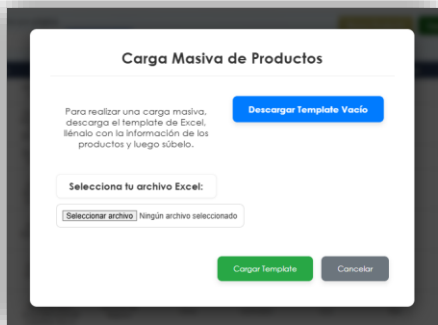 Carga Masiva de Productos
Para realizar una carga masiva,
descarga el template de Excel,
llénalo con la información de los
productos y luego súbelo.
Descargar Template Vacío
Selecciona tu archivo Excel:
Seleccionar archivo Ningún archivo seleccionado
Cargar Template
Cancelar